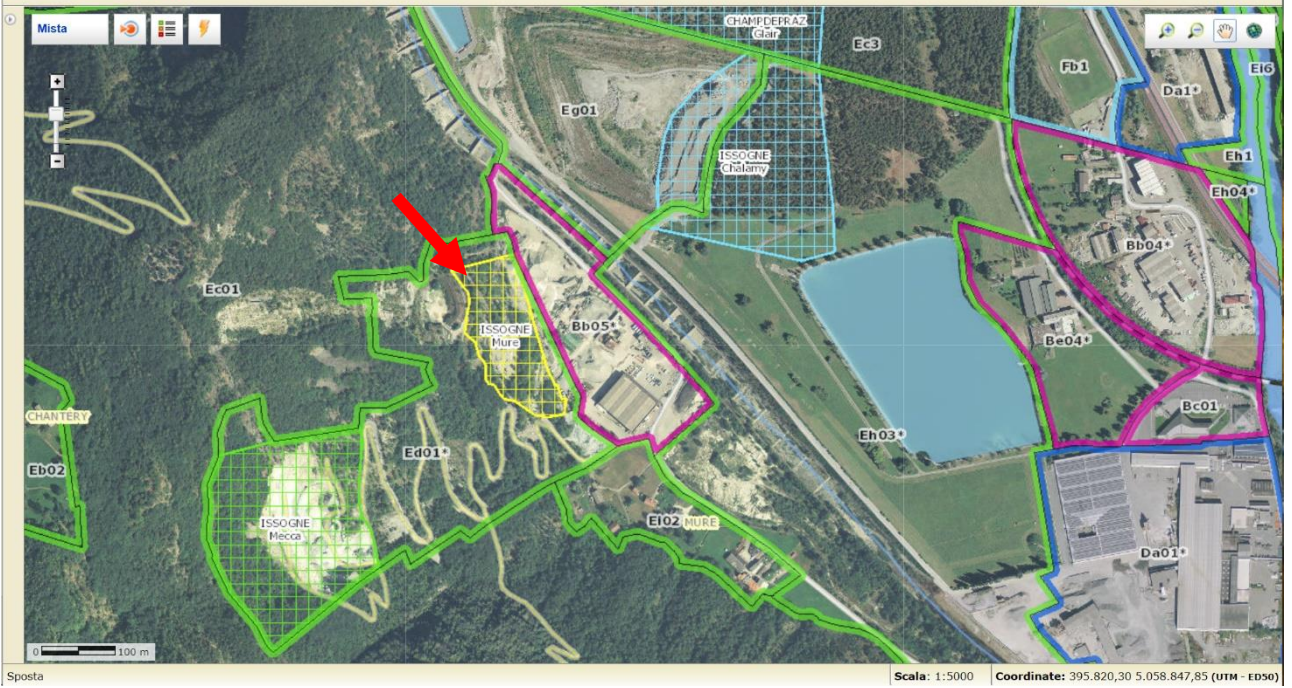 Mista
CHAMPDEPRAZ
Glair
Ec3
Fb1
Da1*
Ei6
Eg01
ISSOGNE
Chalamy
Eh1
Eh04*
Bb04*
Ec01
ISSOGNE
Mure
Bb05*
Be04*
CHANTERY
Bc01
Eh03*
Ed01*
Eb02
ISSOGNE
Mecca
EI02 MURE
Da01*
0 100 m
Sposta
Scala: 1:5000
Coordinate: 395.820,30 5.058.847,85 (UTM - ED50)